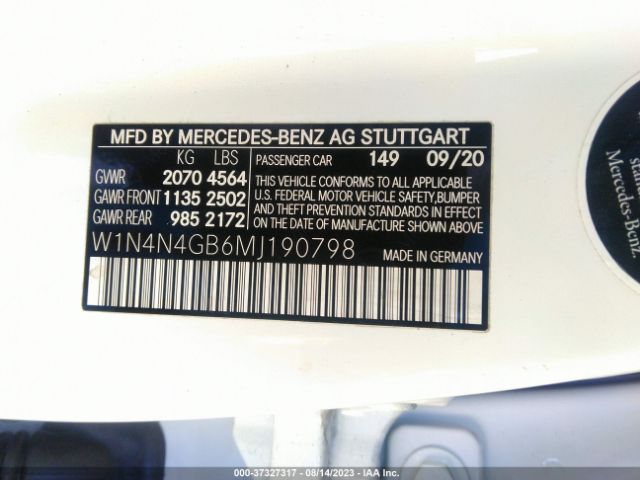 MFD BY MERCEDES-BENZ AG STUTTGART
KG LBS PASSENGER CAR 149 09/20
GVWR 2070 4564
GAWR FRONT 1135 2502
GAWR REAR 985 2172
THIS VEHICLE CONFORMS TO ALL APPLICABLE
U.S. FEDERAL MOTOR VEHICLE SAFETY,BUMPER
AND THEFT PREVENTION STANDARDS IN EFFECT
ON THE DATE OF MANUFACTURE SHOWN ABOVE
W1N4N4GB6MJ190798 MADE IN GERMANY
Mercedes-Benz.
000-37327317 - 08/14/2023 - IAA Inc.